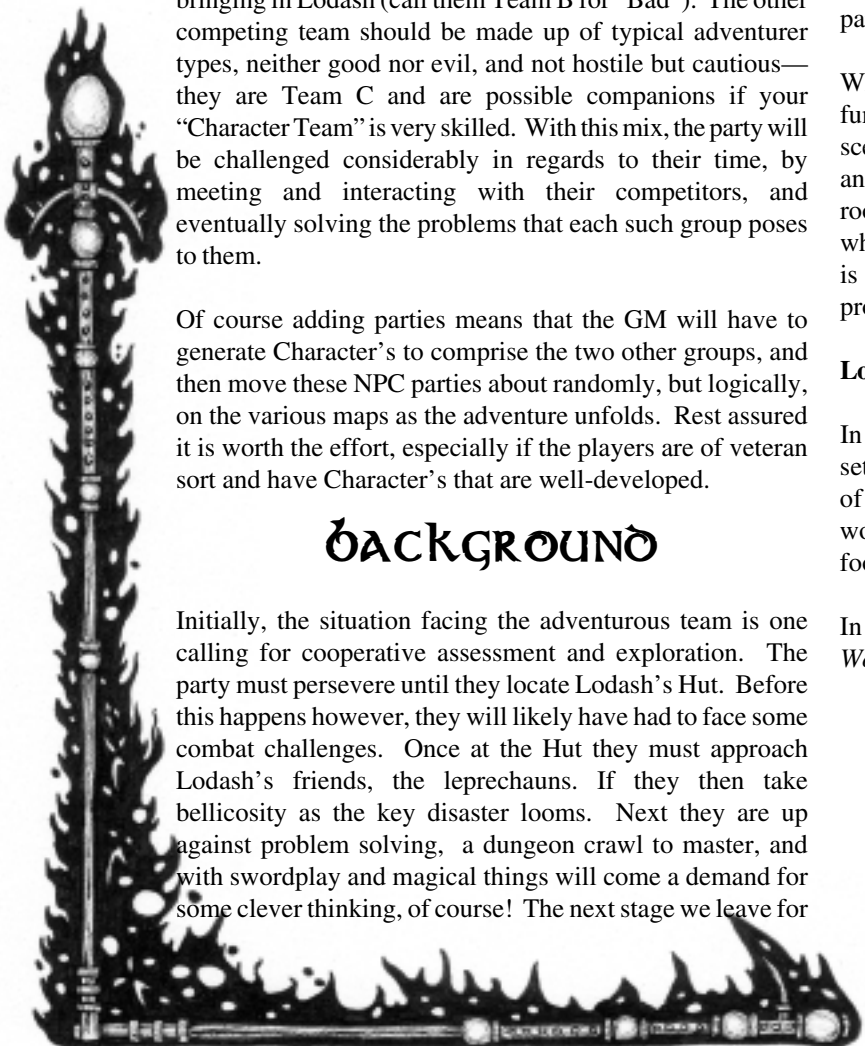 bringing in Lodash (call them Team B for "Bad"). The other
competing team should be made up of typical adventurer
types, neither good nor evil, and not hostile but cautious—
they are Team C and are possible companions if your
“Character Team” is very skilled. With this mix, the party will
be challenged considerably in regards to their time, by
meeting and interacting with their competitors, and
eventually solving the problems that each such group poses
to them.
Of course adding parties means that the GM will have to
generate Character's to comprise the two other groups, and
then move these NPC parties about randomly, but logically,
on the various maps as the adventure unfolds. Rest assured
it is worth the effort, especially if the players are of veteran
sort and have Character's that are well-developed.
BACKGROUND
Initially, the situation facing the adventurous team is one
calling for cooperative assessment and exploration. The
party must persevere until they locate Lodash's Hut. Before
this happens however, they will likely have had to face some
combat challenges. Once at the Hut they must approach
Lodash's friends, the leprechauns. If they then take
bellicosity as the key disaster looms. Next they are up
against problem solving, a dungeon crawl to master, and
with swordplay and magical things will come a demand for
some clever thinking, of course! The next stage we leave for
pa
W
fu
sc
an
ro
wh
is
pro
Lo
In
set
of
wo
foo
In
We